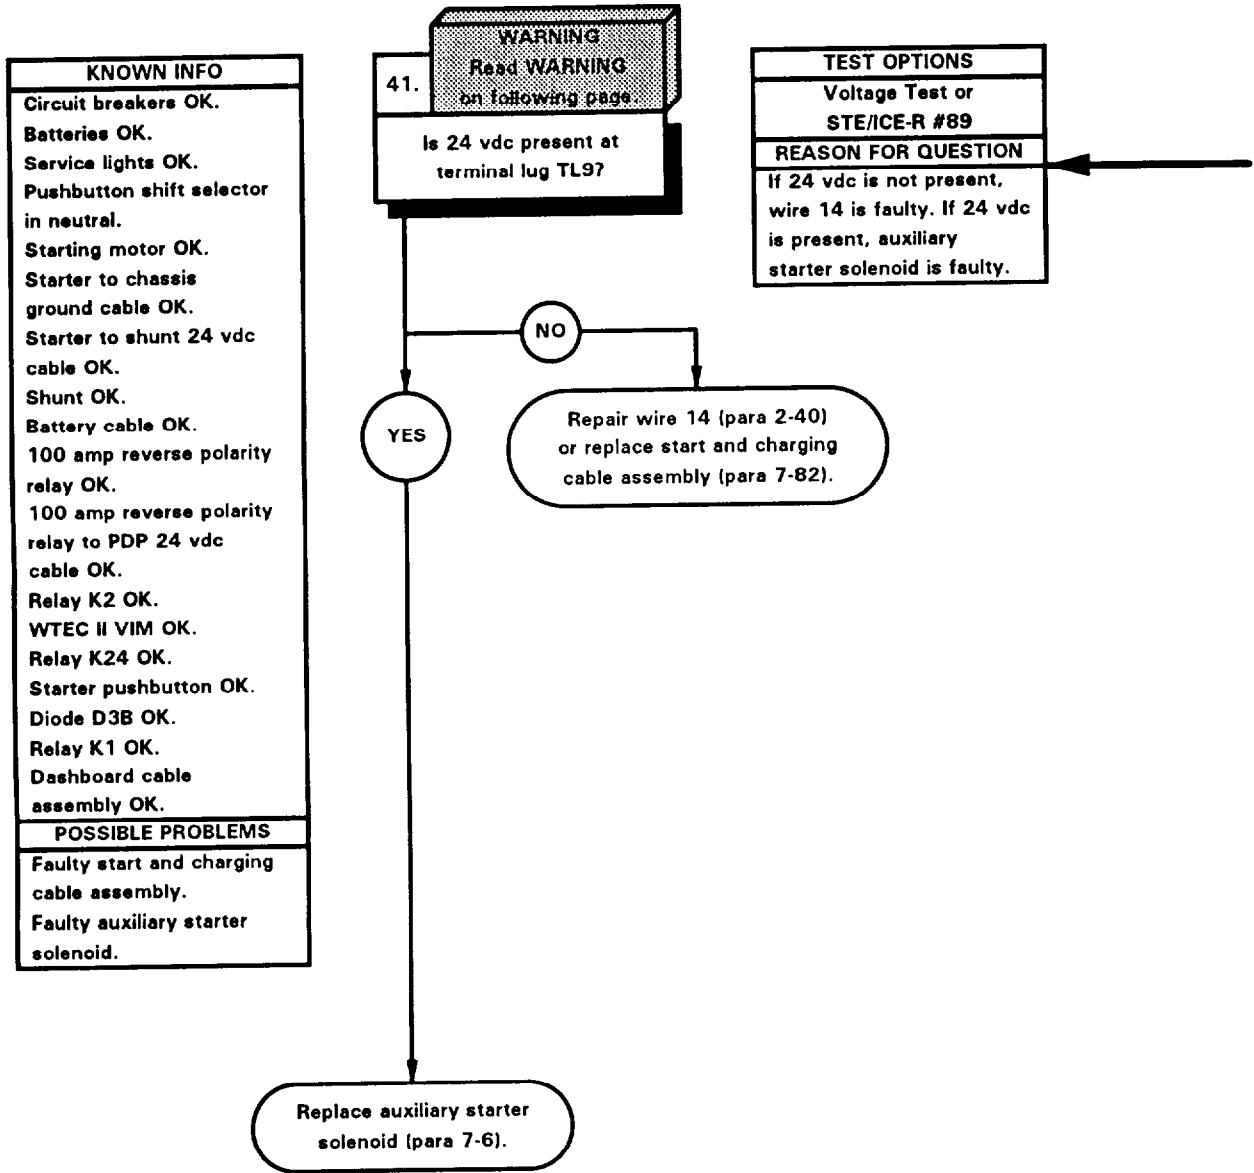 KNOWN INFO
Circuit breakers OK.
Batteries OK.
Service lights OK.
Pushbutton shift selector
in neutral.
Starting motor OK.
Starter to chassis
ground cable OK.
Starter to shunt 24 vdc
cable OK.
Shunt OK.
Battery cable OK.
100 amp reverse polarity
relay OK.
100 amp reverse polarity
relay to PDP 24 vdc
cable OK.
Relay K2 OK.
WTEC II VIM OK.
Relay K24 OK.
Starter pushbutton OK.
Diode D3B OK.
Relay K1 OK.
Dashboard cable
assembly OK.
POSSIBLE PROBLEMS
Faulty start and charging
cable assembly.
Faulty auxiliary starter
solenoid.
41.
WARNING
Read WARNING
on following page.
Is 24 vdc present at
terminal lug TL9?
TEST OPTIONS
Voltage Test or
STE/ICE-R #89
REASON FOR QUESTION
If 24 vdc is not present,
wire 14 is faulty. If 24 vdc
is present, auxiliary
starter solenoid is faulty.
NO
YES
Repair wire 14 (para 2-40)
or replace start and charging
cable assembly (para 7-82).
Replace auxiliary starter
solenoid (para 7-6).